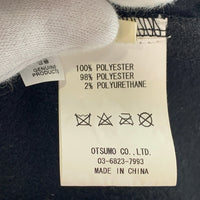 GENUINE
PRODUCTS
100% POLYESTER
98% POLYESTER
2% POLYURETHANE
OTSUMO CO.,LTD.
03-6823-7993
MADE IN CHINA